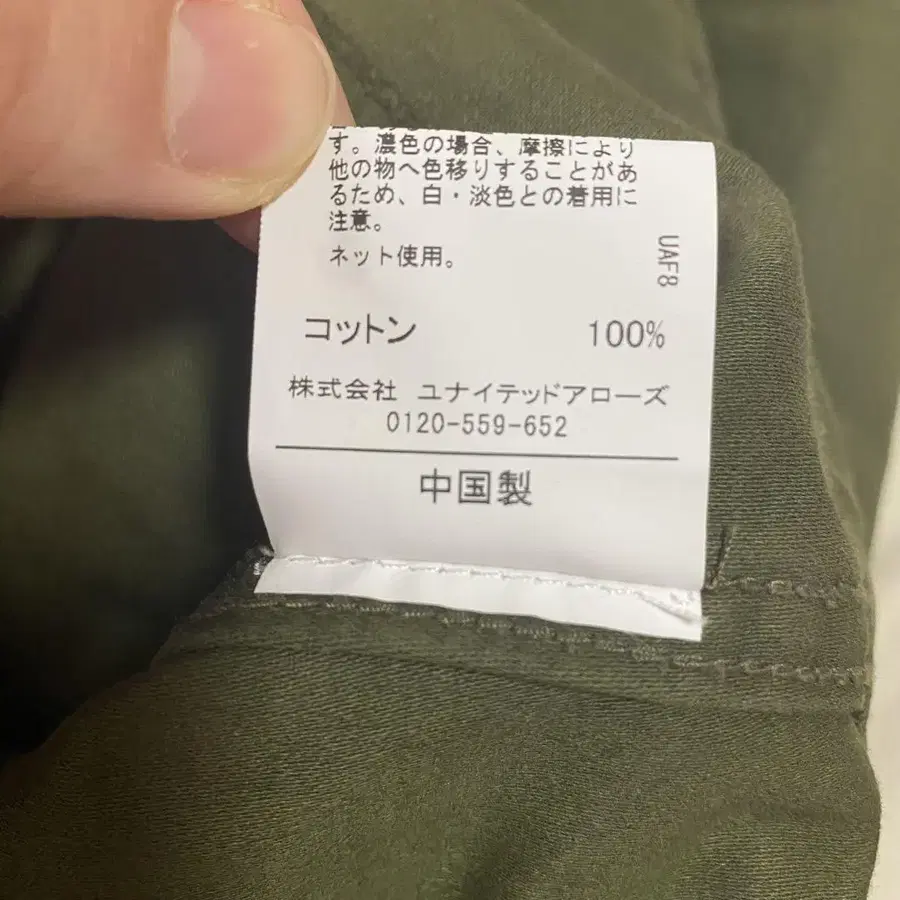 す。濃色の場合、摩擦により
他の物へ色移りすることがあ
るため、白・淡色との着用に
注意。
ネット使用。
UAF8
コットン 100%
株式会社 ユナイテッドアローズ
0120-559-652
中国製